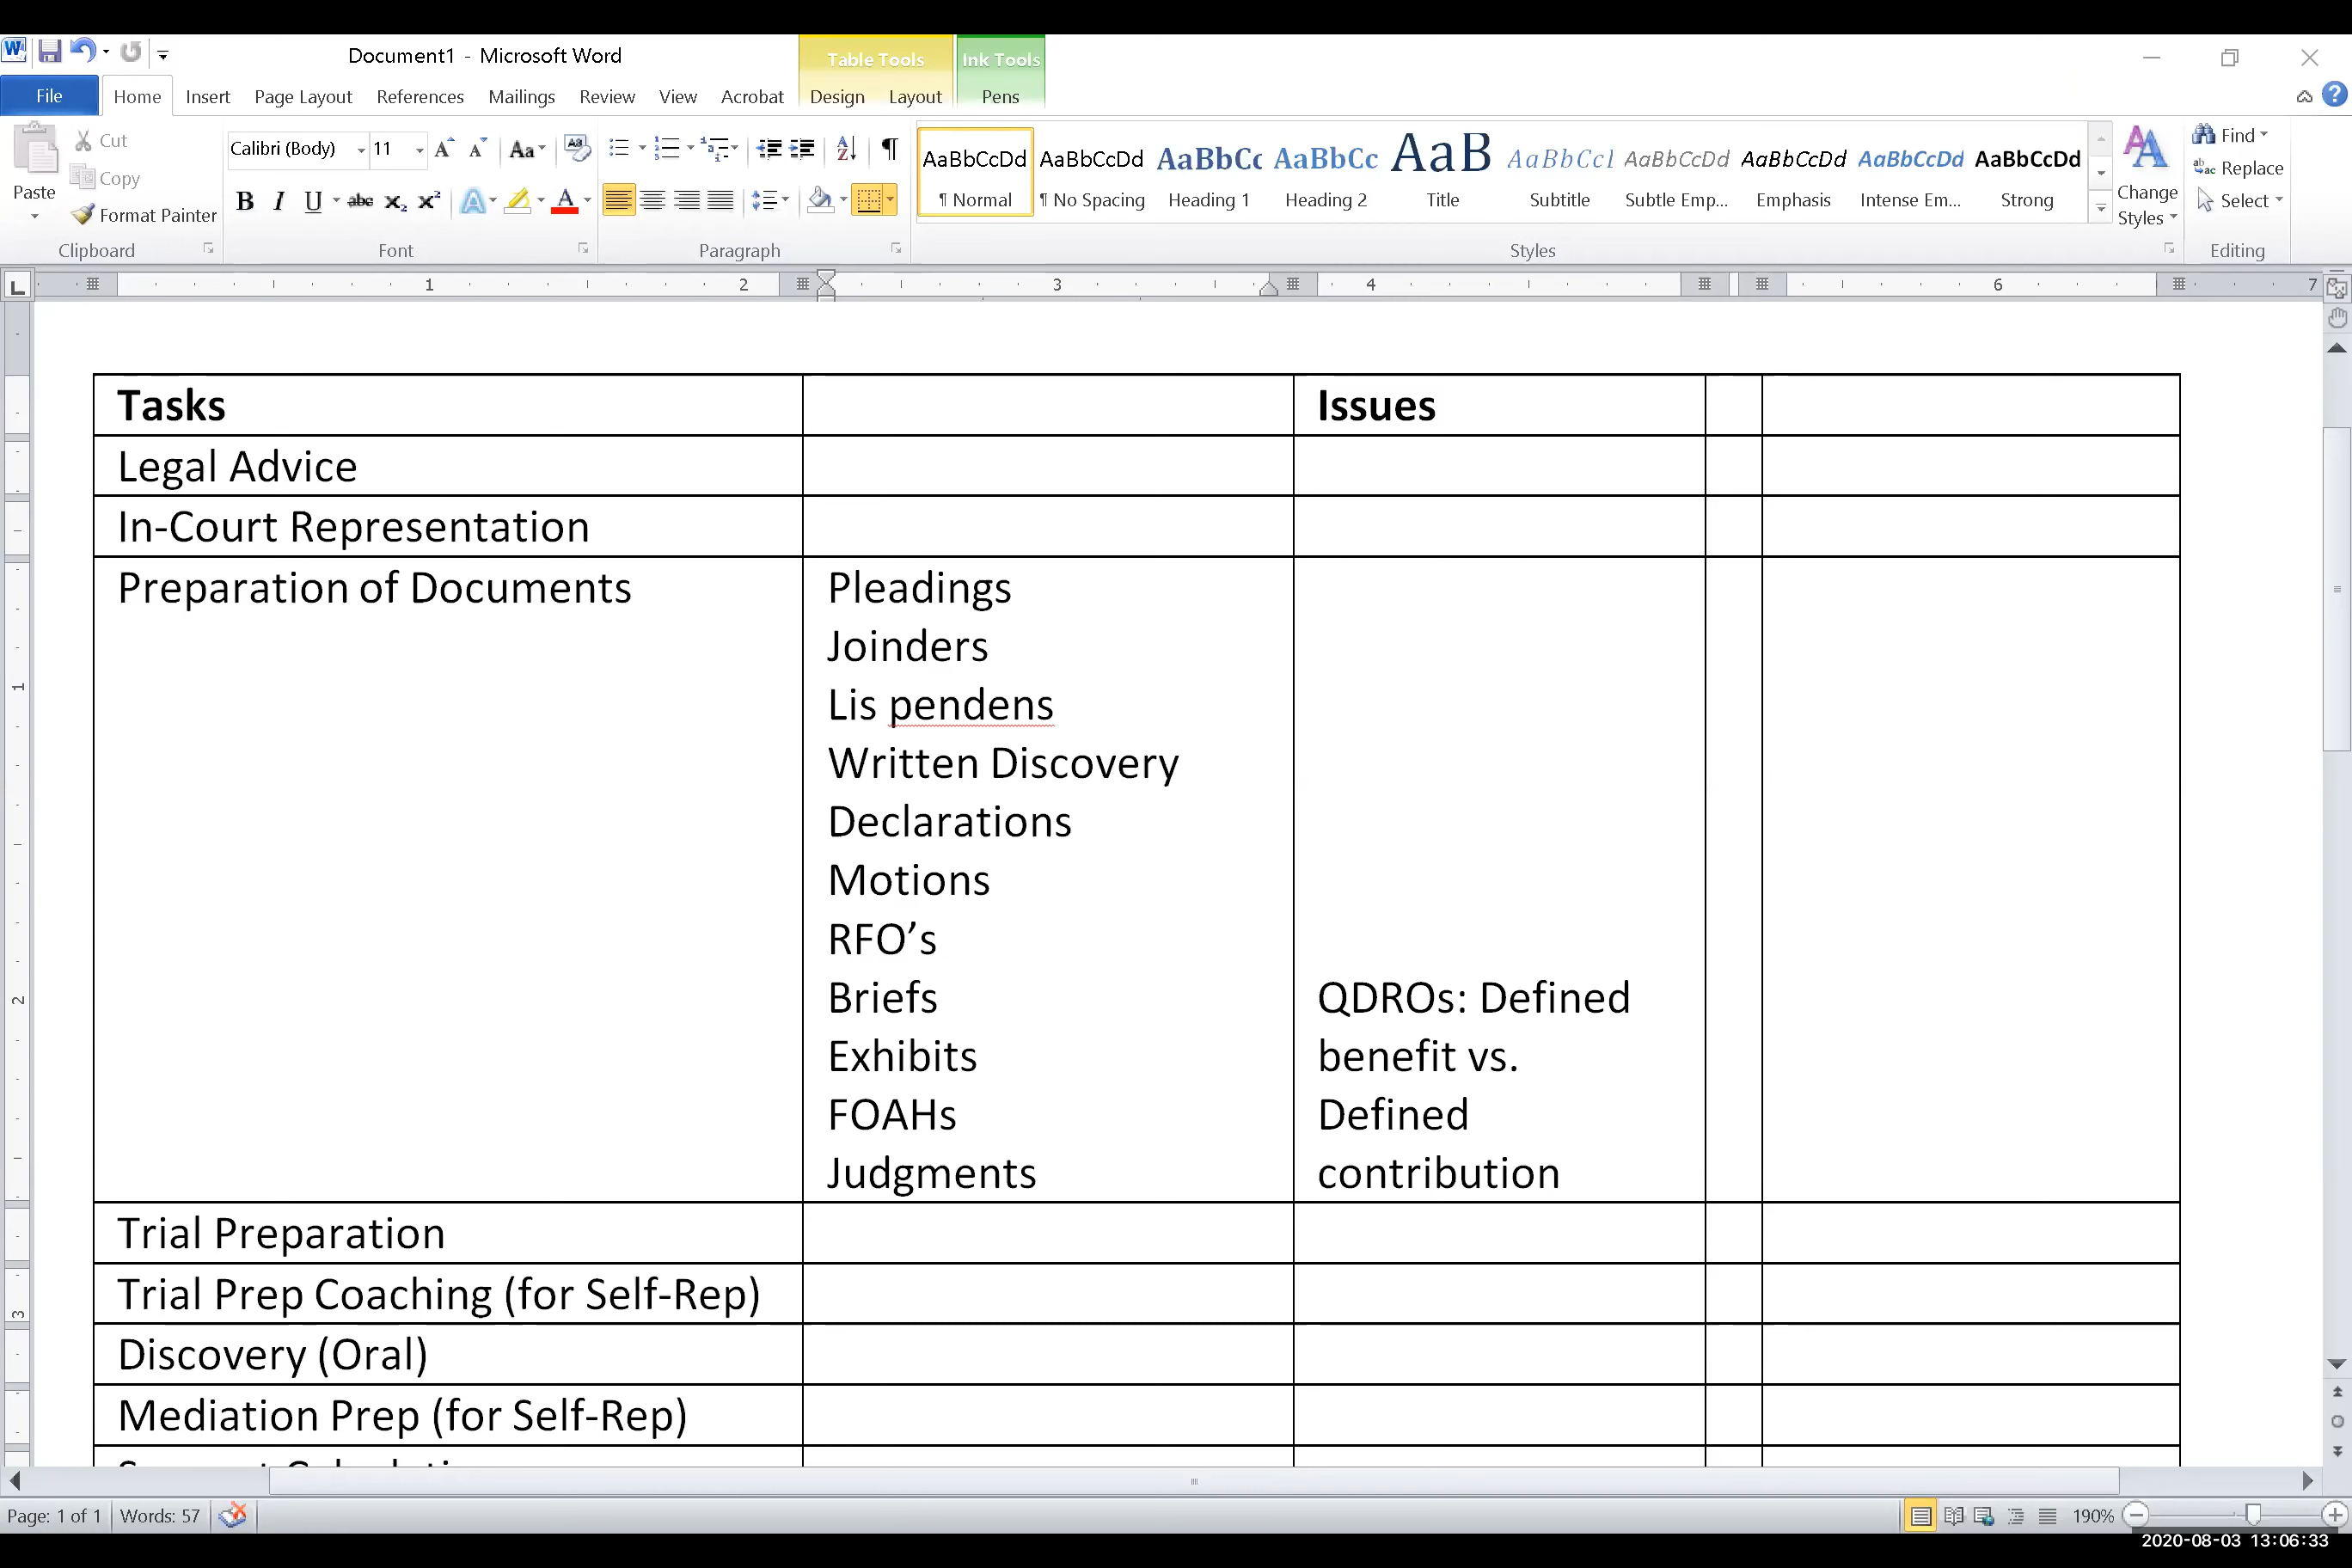 Document1 - Microsoft Word
Table Tools
Ink Tools
File Home Insert Page Layout References Mailings Review View Acrobat Design Layout Pens
Cut
Copy
Paste
Format Painter
Clipboard
Calibri (Body) 11
Font
Paragraph
AaBbCcDd AaBbCcDd AaBbCc AaBbCc AaB AaBbCcl AaBbCcDd AaBbCcDd AaBbCcDd AaBbCcDd
¶ Normal ¶ No Spacing Heading 1 Heading 2 Title Subtitle Subtle Emp... Emphasis Intense Em... Strong
Styles
Change
Styles
Find
Replace
Select
Editing
1 2 3 4 6 7
Tasks Issues
Legal Advice
In-Court Representation
Preparation of Documents Pleadings
Joinders
Lis pendens
Written Discovery
Declarations
Motions
RFO’s
Briefs QDROs: Defined
Exhibits benefit vs.
FOAHs Defined
Judgments contribution
Trial Preparation
Trial Prep Coaching (for Self-Rep)
Discovery (Oral)
Mediation Prep (for Self-Rep)
Page: 1 of 1 Words: 57 190%
2020-08-03 13:06:33